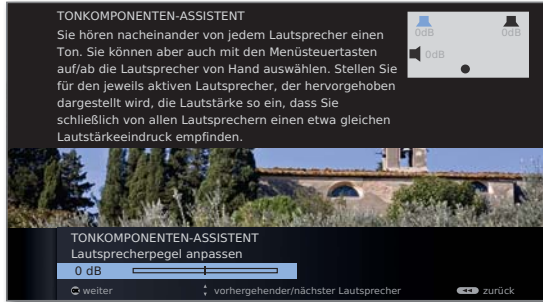 TONKOMPONENTEN-ASSISTENT
Sie hören nacheinander von jedem Lautsprecher einen
Ton. Sie können aber auch mit den Menüsteuertasten
auf/ab die Lautsprecher von Hand auswählen. Stellen Sie
für den jeweils aktiven Lautsprecher, der hervorgehoben
dargestellt wird, die Lautstärke so ein, dass Sie
schließlich von allen Lautsprechern einen etwa gleichen
Lautstärkeeindruck empfinden.
0dB 0dB
0dB
TONKOMPONENTEN-ASSISTENT
Lautsprecherpegel anpassen
0 dB
OK weiter vorhergehender/nächster Lautsprecher zurück